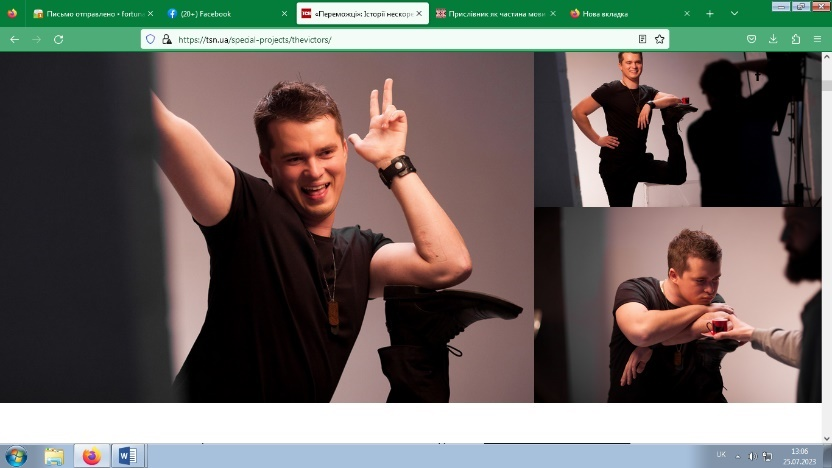 Письмо отправлено • fortun
(20+) Facebook
«Переможці»: Історії нескор
Прислівник як частина мови
Нова вкладка
https://tsn.ua/special-projects/thevictors/
UK
13:06
25.07.2023